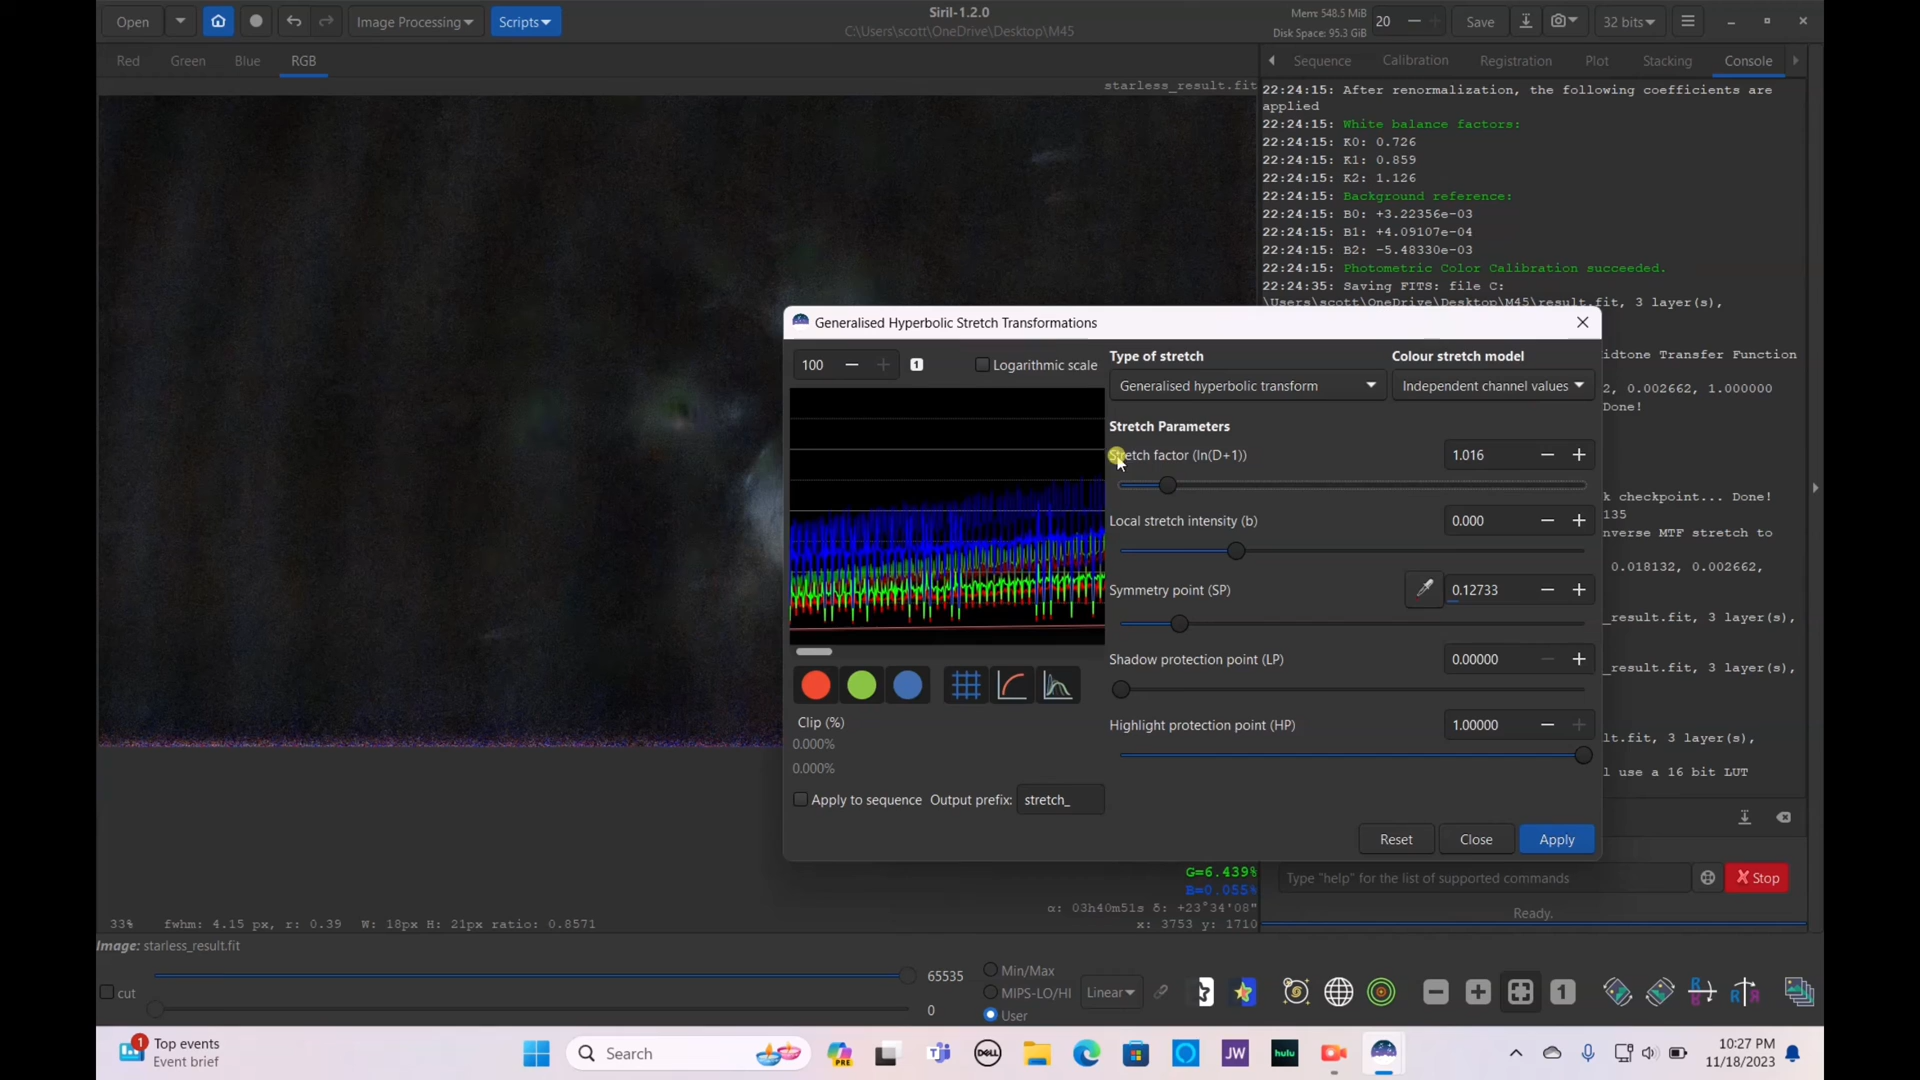 Siril-1.2.0
C:\Users\scott\OneDrive\Desktop\M45
Open
Image Processing
Scripts
Mem: 548.5 MiB
Disk Space: 95.3 GiB
20
Save
32 bits
Red
Green
Blue
RGB
Sequence
Calibration
Registration
Plot
Stacking
Console
starless_result.fit
22:24:15: After renormalization, the following coefficients are
applied
22:24:15: White balance factors:
22:24:15: K0: 0.726
22:24:15: K1: 0.859
22:24:15: K2: 1.126
22:24:15: Background reference:
22:24:15: B0: +3.22356e-03
22:24:15: B1: +4.09107e-04
22:24:15: B2: -5.48330e-03
22:24:15: Photometric Color Calibration succeeded.
22:24:35: Saving FITS: file C:
\Users\scott\OneDrive\Desktop\M45\result.fit, 3 layer(s),
idtone Transfer Function
2, 0.002662, 1.000000
Done!
k checkpoint... Done!
135
nverse MTF stretch to
0.018132, 0.002662,
_result.fit, 3 layer(s),
_result.fit, 3 layer(s),
lt.fit, 3 layer(s),
l use a 16 bit LUT
Generalised Hyperbolic Stretch Transformations
100
1
Logarithmic scale
Type of stretch
Colour stretch model
Generalised hyperbolic transform
Independent channel values
Stretch Parameters
Stretch factor (ln(D+1))
1.016
Local stretch intensity (b)
0.000
Symmetry point (SP)
0.12733
Shadow protection point (LP)
0.00000
Highlight protection point (HP)
1.00000
Clip (%)
0.000%
0.000%
Apply to sequence
Output prefix:
stretch_
Reset
Close
Apply
G=6.439%
B=0.055%
α: 03h40m51s δ: +23°34'08"
x: 3753 y: 1710
33%
fwhm: 4.15 px, r: 0.39
W: 18px H: 21px ratio: 0.8571
Type "help" for the list of supported commands
Stop
Ready.
Image: starless_result.fit
cut
65535
0
Min/Max
MIPS-LO/HI
User
Linear
1
1
Top events
Event brief
Search
PRE
DELL
JW
hulu
10:27 PM
11/18/2023